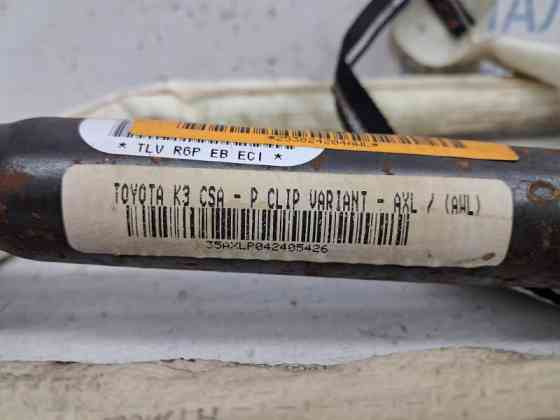 * TLV R6P EB ECI *
TOYOTA K3 CSA - P CLIP VARIANT - AXL / (AWL)
35AXLP042405426